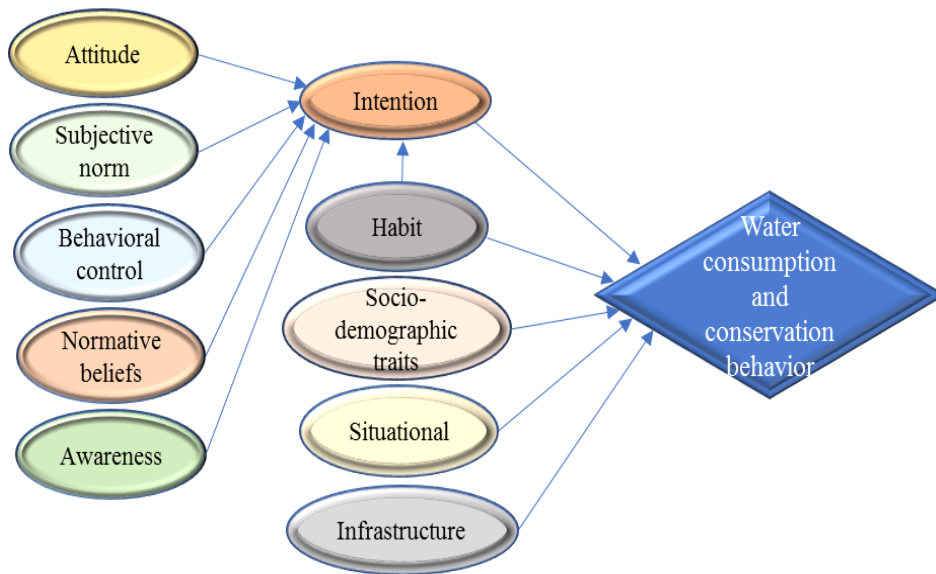 Attitude
Subjective
norm
Behavioral
control
Normative
beliefs
Awareness
Intention
Habit
Socio-
demographic
traits
Situational
Infrastructure
Water
consumption
and
conservation
behavior